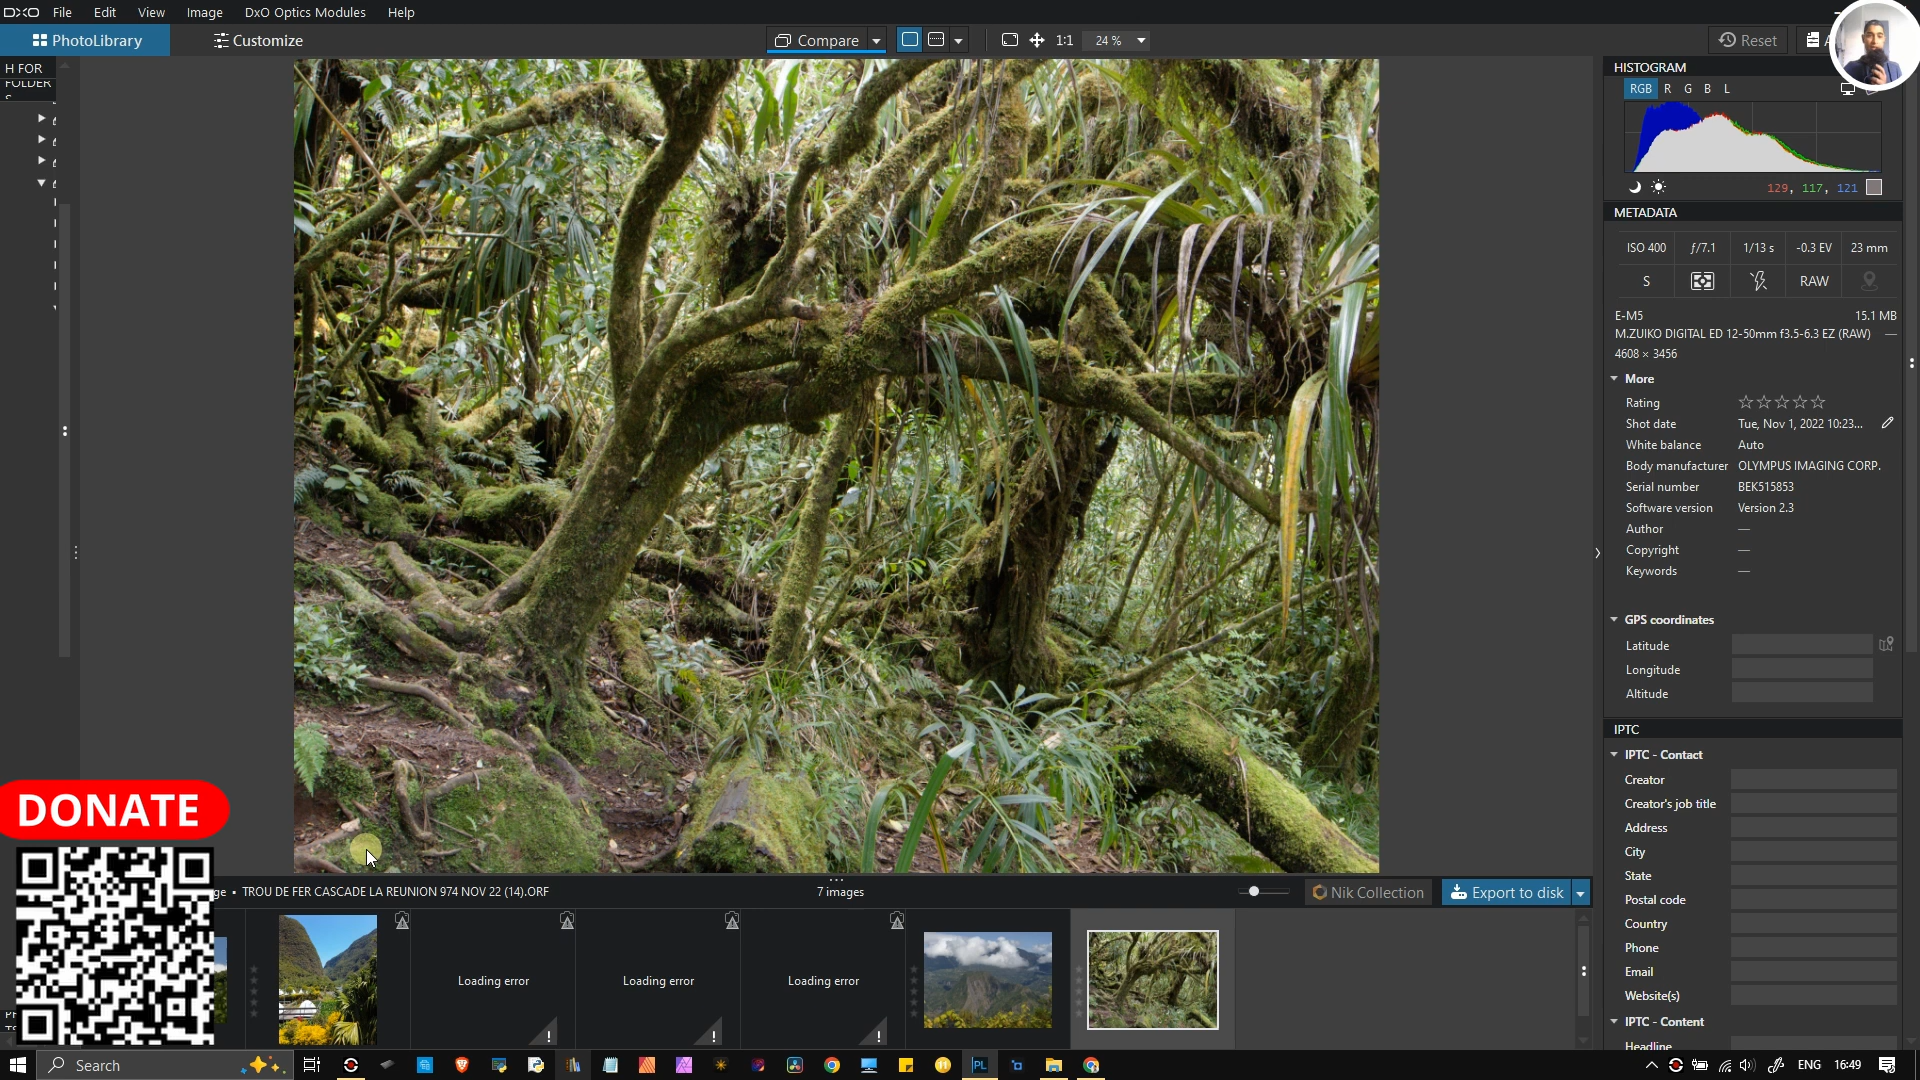 DXO File Edit View Image DxO Optics Modules Help
PhotoLibrary Customize Compare 1:1 24 % Reset
H FOR
FOLDER
HISTOGRAM
RGB R G B L
129, 117, 121
METADATA
ISO 400 ƒ/7.1 1/13 s -0.3 EV 23 mm
S RAW
E-M5 15.1 MB
M.ZUIKO DIGITAL ED 12-50mm f3.5-6.3 EZ (RAW) —
4608 × 3456
More
Rating
Shot date Tue, Nov 1, 2022 10:23...
White balance Auto
Body manufacturer OLYMPUS IMAGING CORP.
Serial number BEK515853
Software version Version 2.3
Author —
Copyright —
Keywords —
GPS coordinates
Latitude
Longitude
Altitude
IPTC
IPTC - Contact
Creator
Creator's job title
Address
City
State
Postal code
Country
Phone
Email
Website(s)
IPTC - Content
Headline
DONATE
ge • TROU DE FER CASCADE LA REUNION 974 NOV 22 (14).ORF 7 images Nik Collection Export to disk
Loading error Loading error Loading error
Search PL ENG 16:49